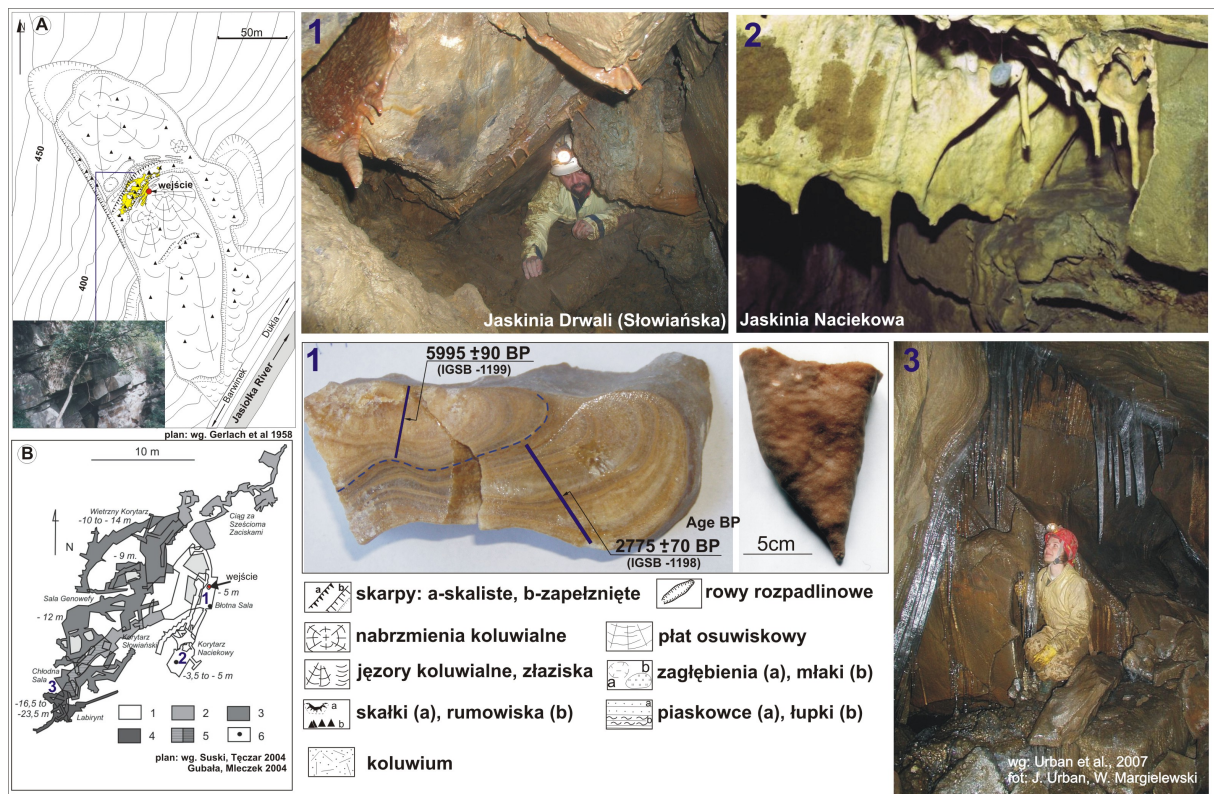 A
N
50m
450
wejście
400
Dukla
Barwinek
Jasiołka River
plan: wg. Gerlach et al 1958
B
10 m
Wietrzny Korytarz
-10 to - 14 m
Ciąg za
Sześcioma
Zaciskami
N
- 9 m.
wejście
- 5 m
Sala Genowefy
1
Błotna Sala
- 12 m
Korytarz
Słowiański
Korytarz
Naciekowy
2
-3,5 to - 5 m
Chłodna
Sala
3
-16,5 to
-23,5 m
Labirynt
1 2 3
4 5 6
plan: wg. Suski, Tęczar 2004
Gubała, Mleczek 2004
1
Jaskinia Drwali (Słowiańska)
2
Jaskinia Naciekowa
1
5995 ±90 BP
(IGSB -1199)
Age BP
2775 ±70 BP
(IGSB -1198)
5cm
a b
skarpy: a-skaliste, b-zapełznięte
rowy rozpadlinowe
nabrzmienia koluwialne
płat osuwiskowy
jęzory koluwialne, złaziska
a b
zagłębienia (a), młaki (b)
a
b
skałki (a), rumowiska (b)
a
b
piaskowce (a), łupki (b)
koluwium
3
wg: Urban et al., 2007
fot: J. Urban, W. Margielewski